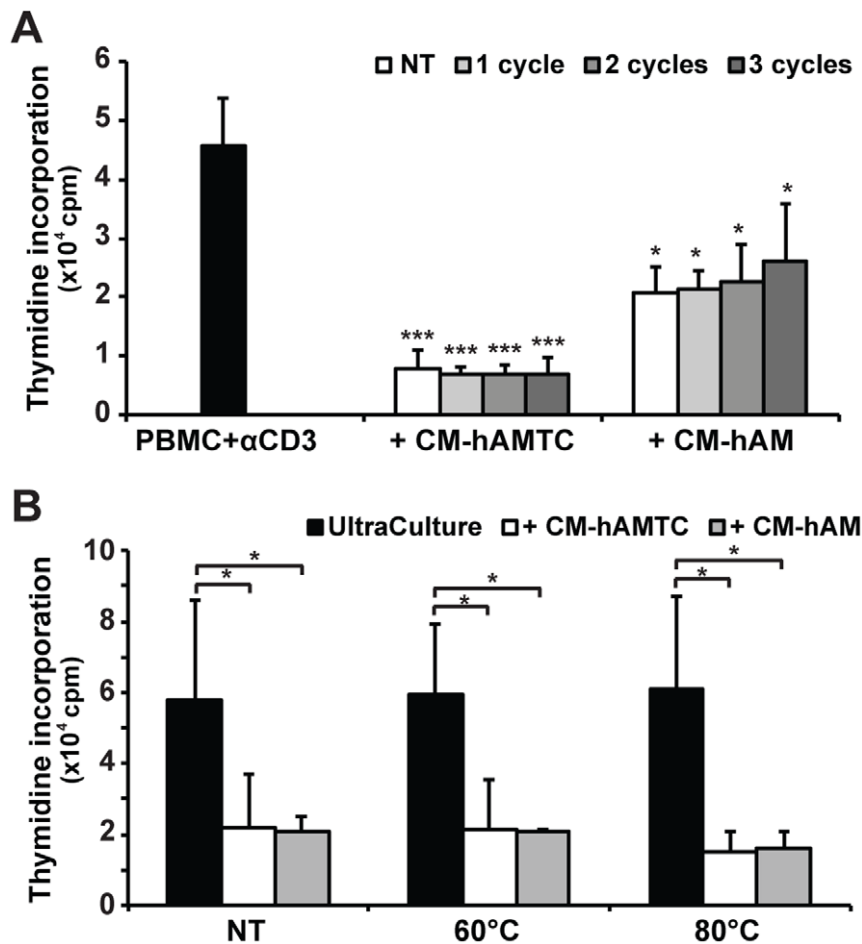 A
NT 1 cycle 2 cycles 3 cycles
Thymidine incorporation
(x10⁴ cpm)
6
5
4
3
2
1
0
*** *** *** ***
* * * *
PBMC+αCD3 + CM-hAMTC + CM-hAM
B
UltraCulture + CM-hAMTC + CM-hAM
Thymidine incorporation
(x10⁴ cpm)
10
8
6
4
2
0
* * *
* * *
NT 60°C 80°C